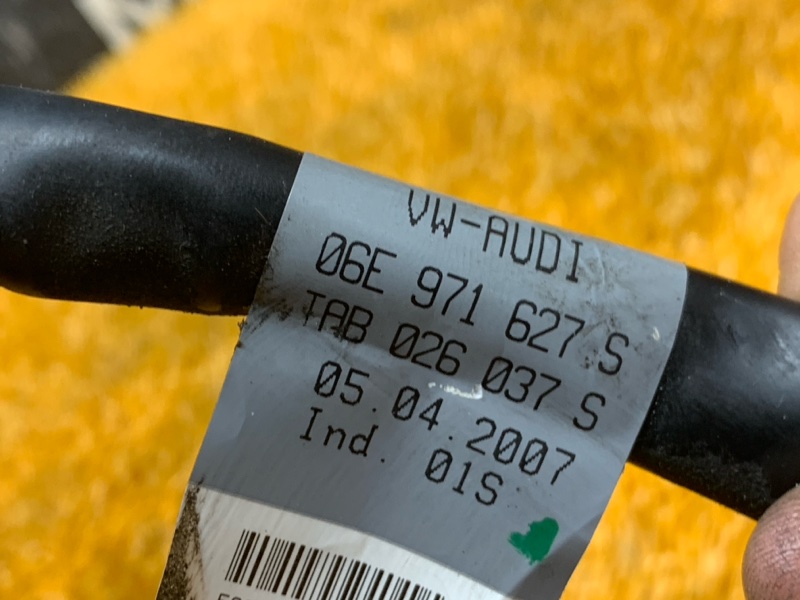 VW-AUDI
06E 971 627 S
TAB 026 037 S
05.04.2007
Ind. 01S